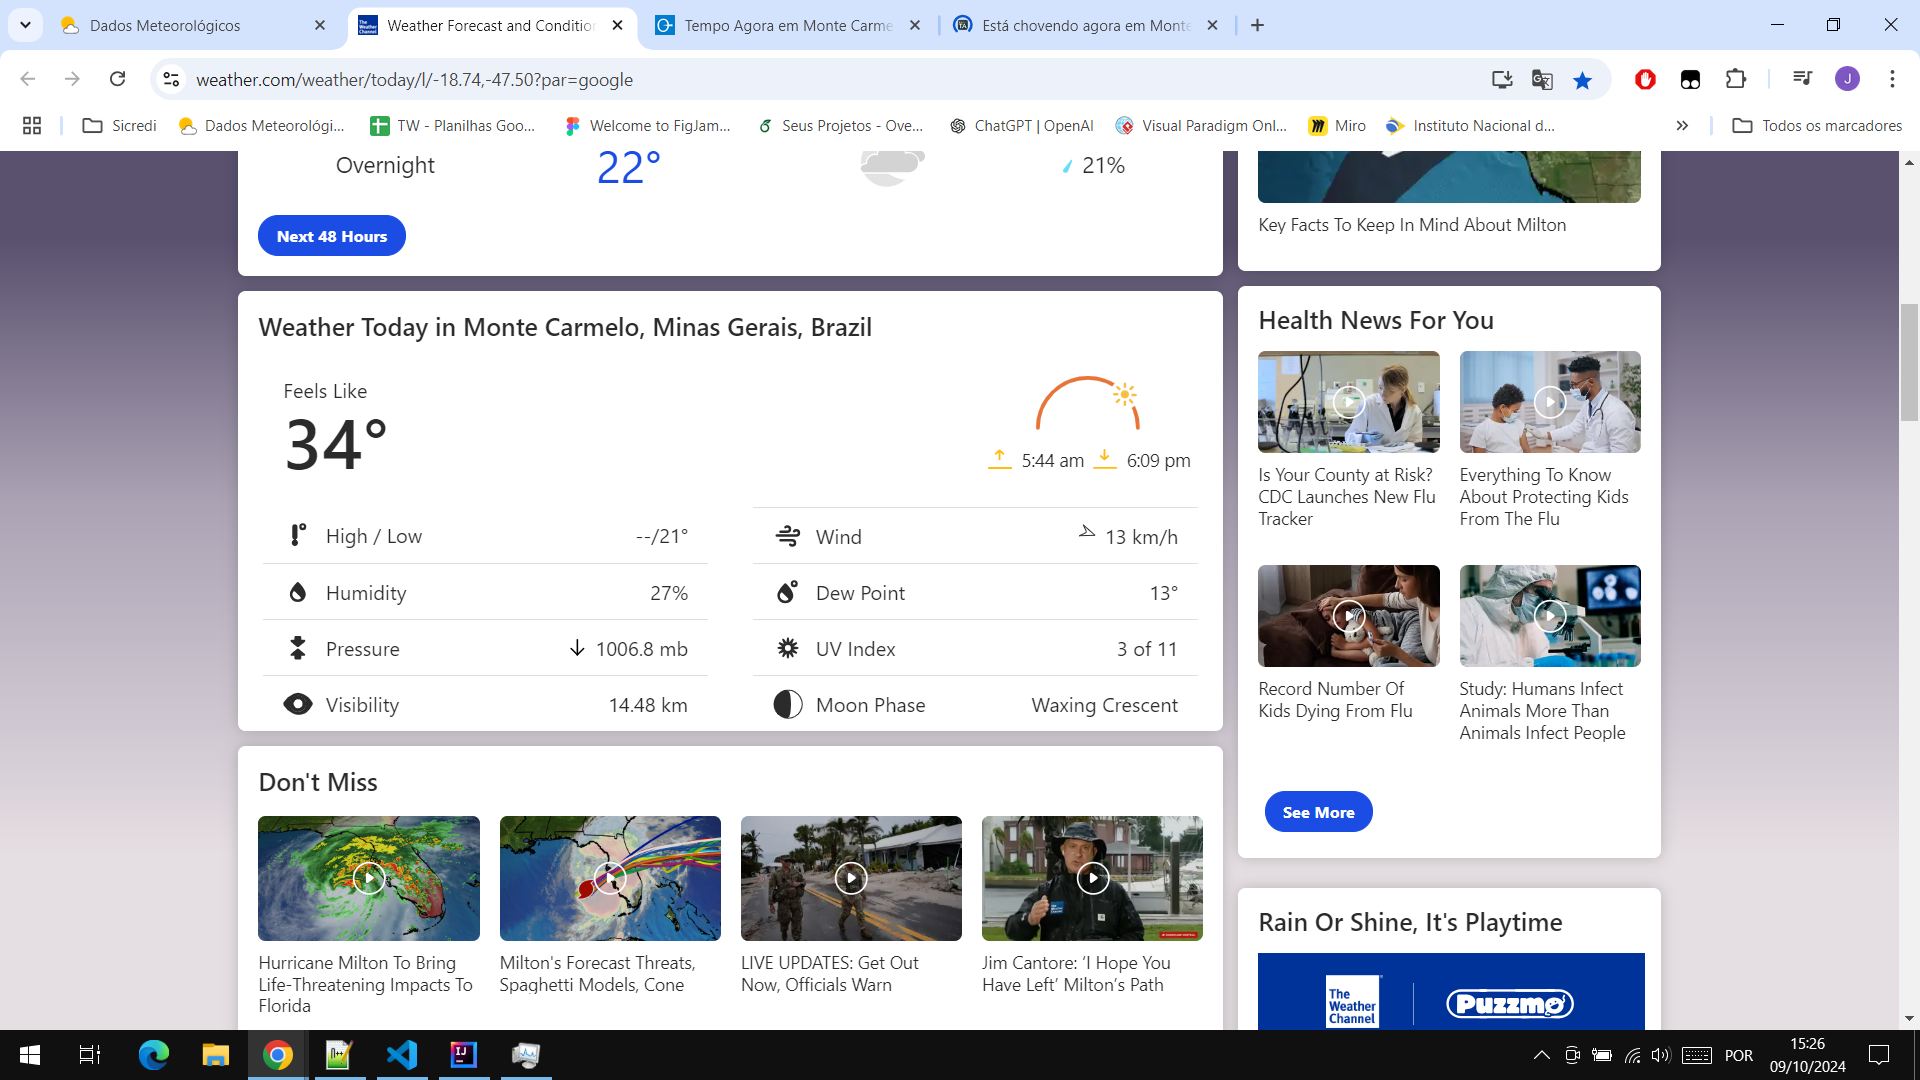 Dados Meteorológicos
Weather Forecast and Condition
Tempo Agora em Monte Carme
Está chovendo agora em Monte
weather.com/weather/today/l/-18.74,-47.50?par=google
J
Sicredi
Dados Meteorológi...
TW - Planilhas Goo...
Welcome to FigJam...
Seus Projetos - Ove...
ChatGPT | OpenAI
Visual Paradigm Onl...
Miro
Instituto Nacional d...
Todos os marcadores
Overnight
22°
21%
Next 48 Hours
Key Facts To Keep In Mind About Milton
Weather Today in Monte Carmelo, Minas Gerais, Brazil
Feels Like
34°
5:44 am
6:09 pm
High / Low
--/21°
Wind
13 km/h
Humidity
27%
Dew Point
13°
Pressure
1006.8 mb
UV Index
3 of 11
Visibility
14.48 km
Moon Phase
Waxing Crescent
Health News For You
Is Your County at Risk?
CDC Launches New Flu
Tracker
Everything To Know
About Protecting Kids
From The Flu
Record Number Of
Kids Dying From Flu
Study: Humans Infect
Animals More Than
Animals Infect People
See More
Don't Miss
Hurricane Milton To Bring
Life-Threatening Impacts To
Florida
Milton's Forecast Threats,
Spaghetti Models, Cone
LIVE UPDATES: Get Out
Now, Officials Warn
Jim Cantore: ‘I Hope You
Have Left’ Milton’s Path
Rain Or Shine, It's Playtime
The
Weather
Channel
Puzzmo
POR
15:26
09/10/2024